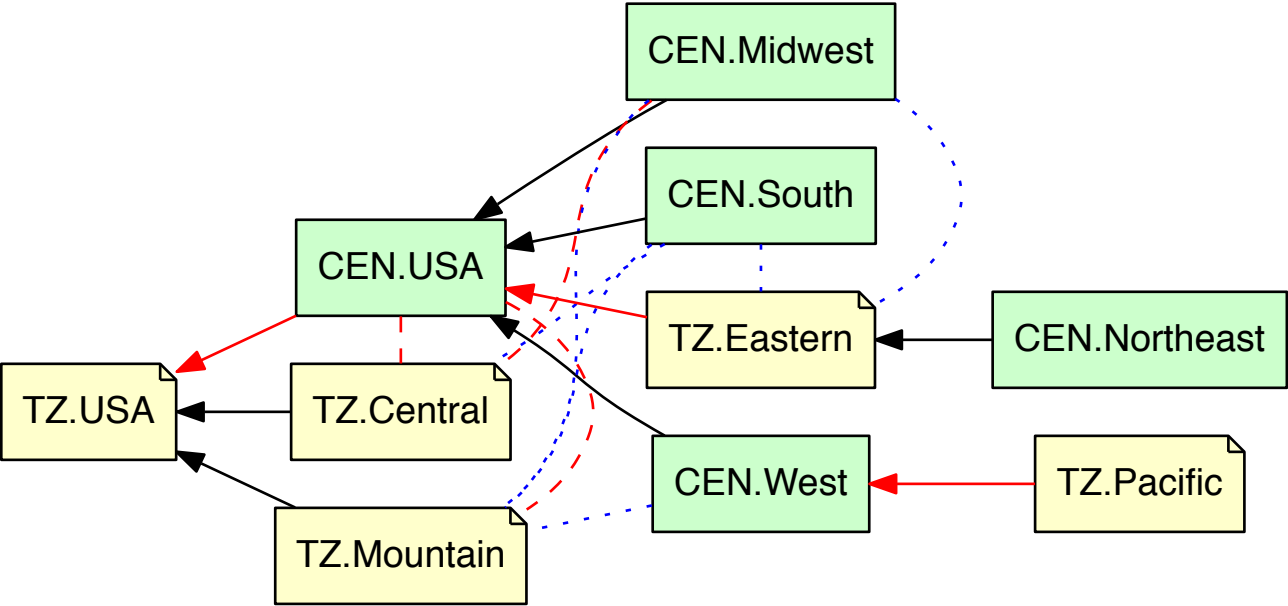 CEN.Midwest
CEN.South
CEN.USA
TZ.Eastern
CEN.Northeast
TZ.USA
TZ.Central
CEN.West
TZ.Pacific
TZ.Mountain